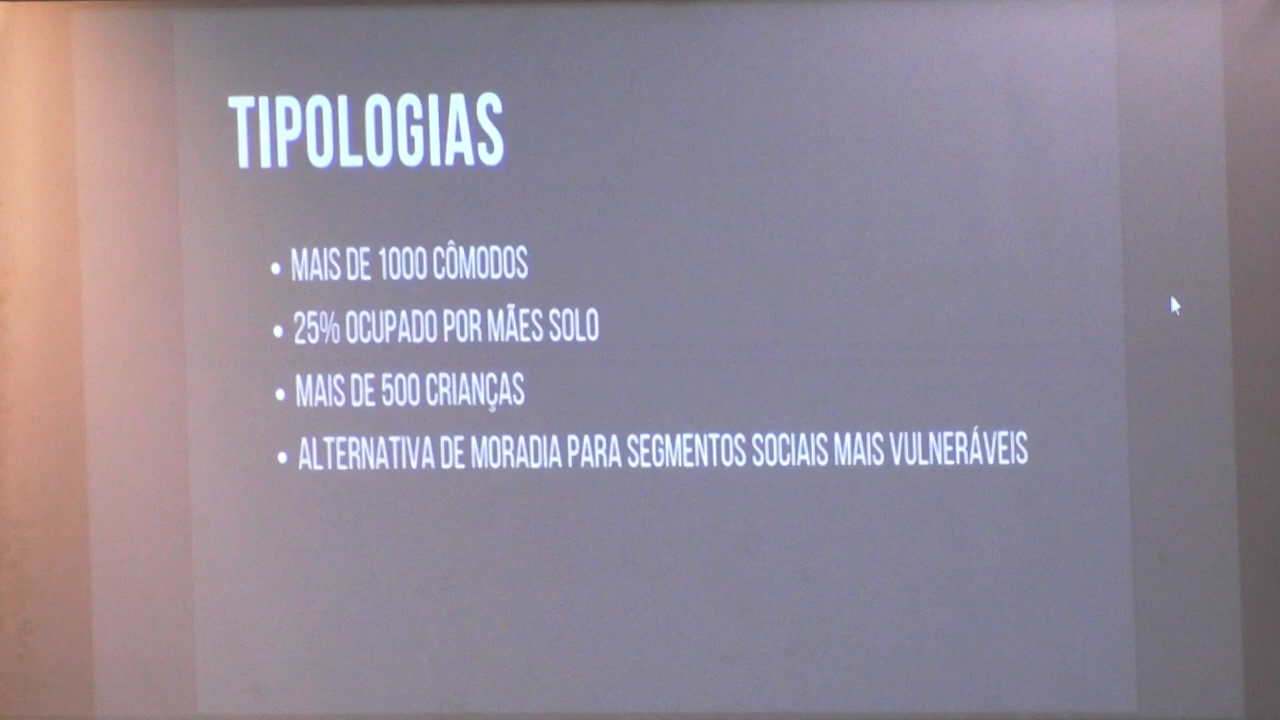 TIPOLOGIAS
• MAIS DE 1000 CÔMODOS
• 25% OCUPADO POR MÃES SOLO
• MAIS DE 500 CRIANÇAS
• ALTERNATIVA DE MORADIA PARA SEGMENTOS SOCIAIS MAIS VULNERÁVEIS